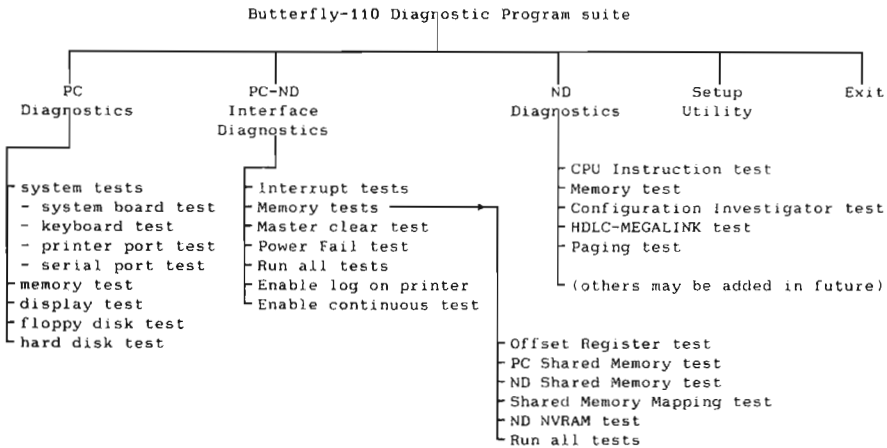 Butterfly-110 Diagnostic Program suite
PC
Diagnostics
PC-ND
Interface
Diagnostics
ND
Diagnostics
Setup
Utility
Exit
system tests
- system board test
- keyboard test
- printer port test
- serial port test
memory test
display test
floppy disk test
hard disk test
Interrupt tests
Memory tests
Master clear test
Power Fail test
Run all tests
Enable log on printer
Enable continuous test
CPU Instruction test
Memory test
Configuration Investigator test
HDLC-MEGALINK test
Paging test
(others may be added in future)
Offset Register test
PC Shared Memory test
ND Shared Memory test
Shared Memory Mapping test
ND NVRAM test
Run all tests